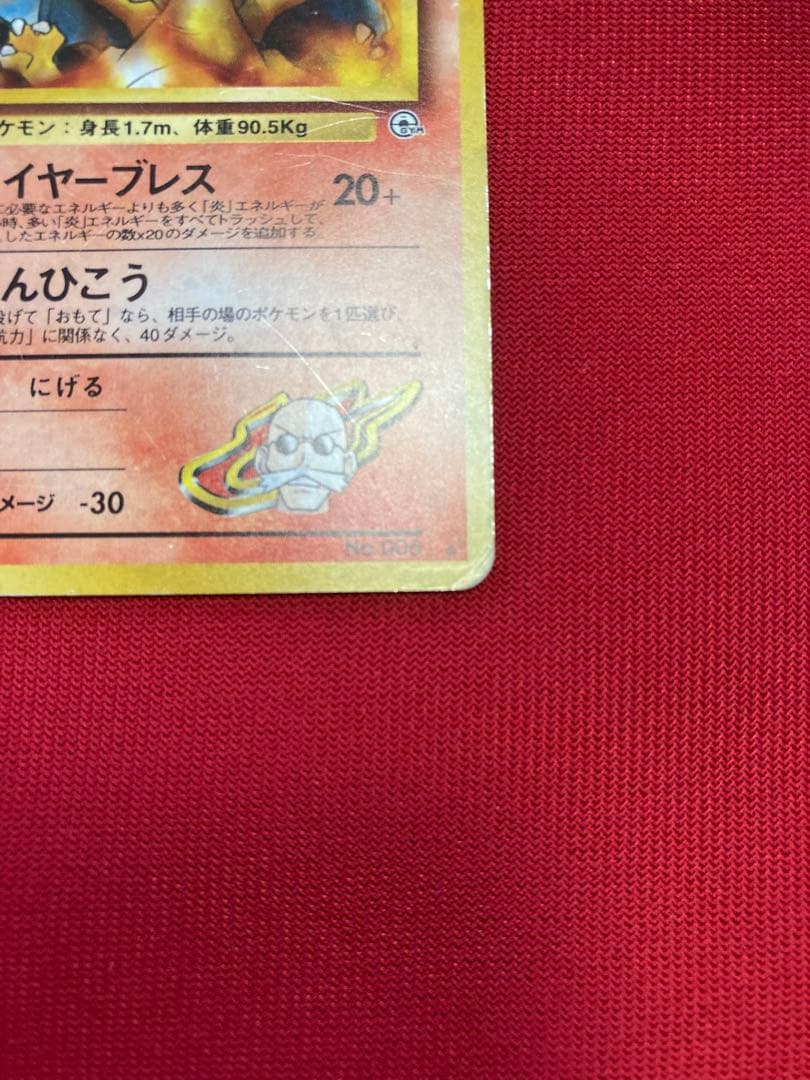 ケモン：身長1.7m、体重90.5Kg
GYM
イヤーブレス 20+
に必要なエネルギーよりも多く「炎」エネルギーが
時、多い「炎」エネルギーをすべてトラッシュして、
したエネルギーの数×20のダメージを追加する。
んひこう
投げて「おもて」なら、相手の場のポケモンを1匹選び、
抗力」に関係なく、40ダメージ。
にげる
メージ -30
No.006 ★